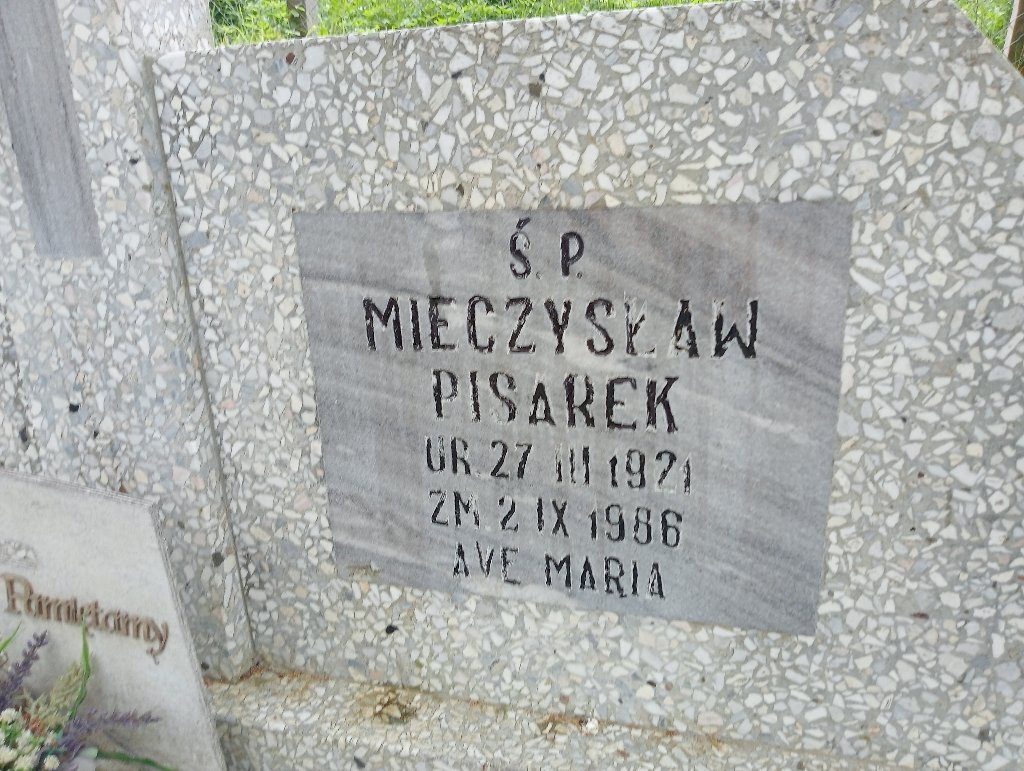 Ś. P.
MIECZYSŁAW
PISAREK
UR. 27 III 1921
ZM. 2 IX 1986
AVE MARIA
Pamiętamy